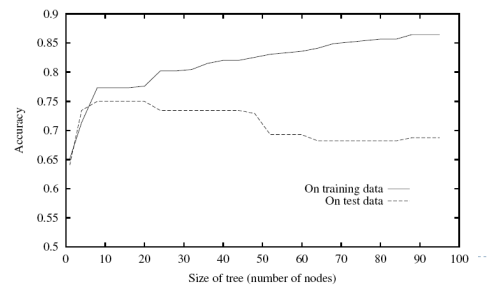 0.9
0.85
0.8
0.75
0.7
0.65
0.6
0.55
0.5
Accuracy
On training data
On test data
0 10 20 30 40 50 60 70 80 90 100
Size of tree (number of nodes)